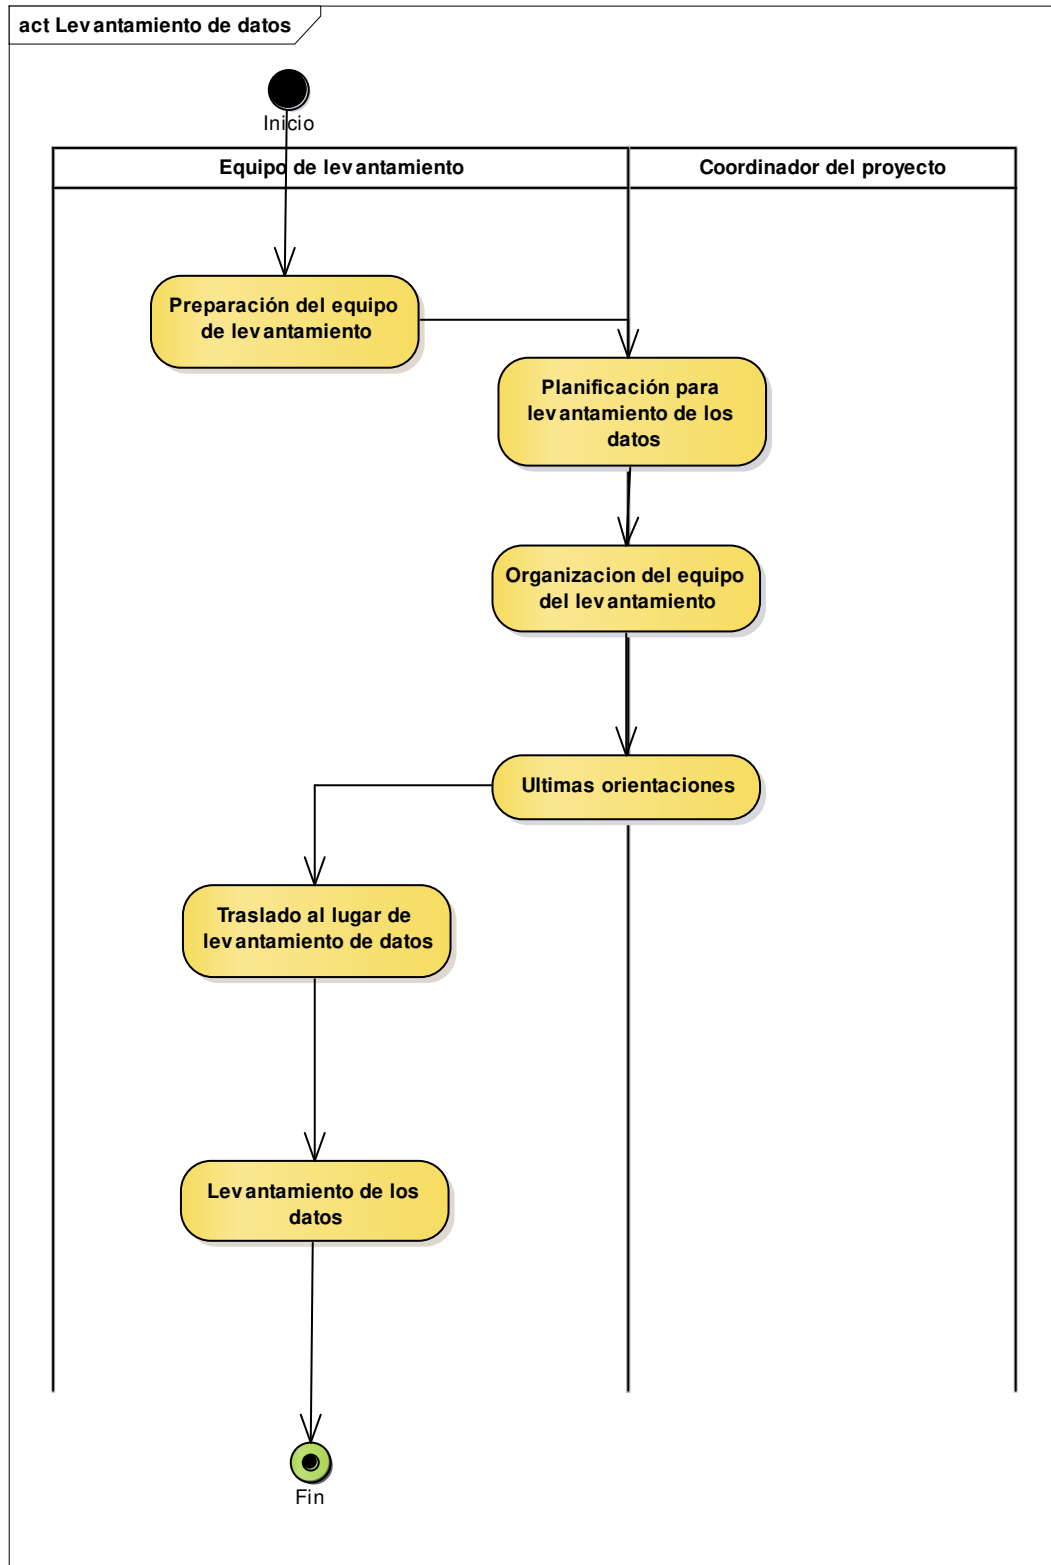 act Levantamiento de datos
Inicio
Equipo de levantamiento
Coordinador del proyecto
Preparación del equipo
de levantamiento
Planificación para
levantamiento de los
datos
Organizacion del equipo
del levantamiento
Ultimas orientaciones
Traslado al lugar de
levantamiento de datos
Levantamiento de los
datos
Fin